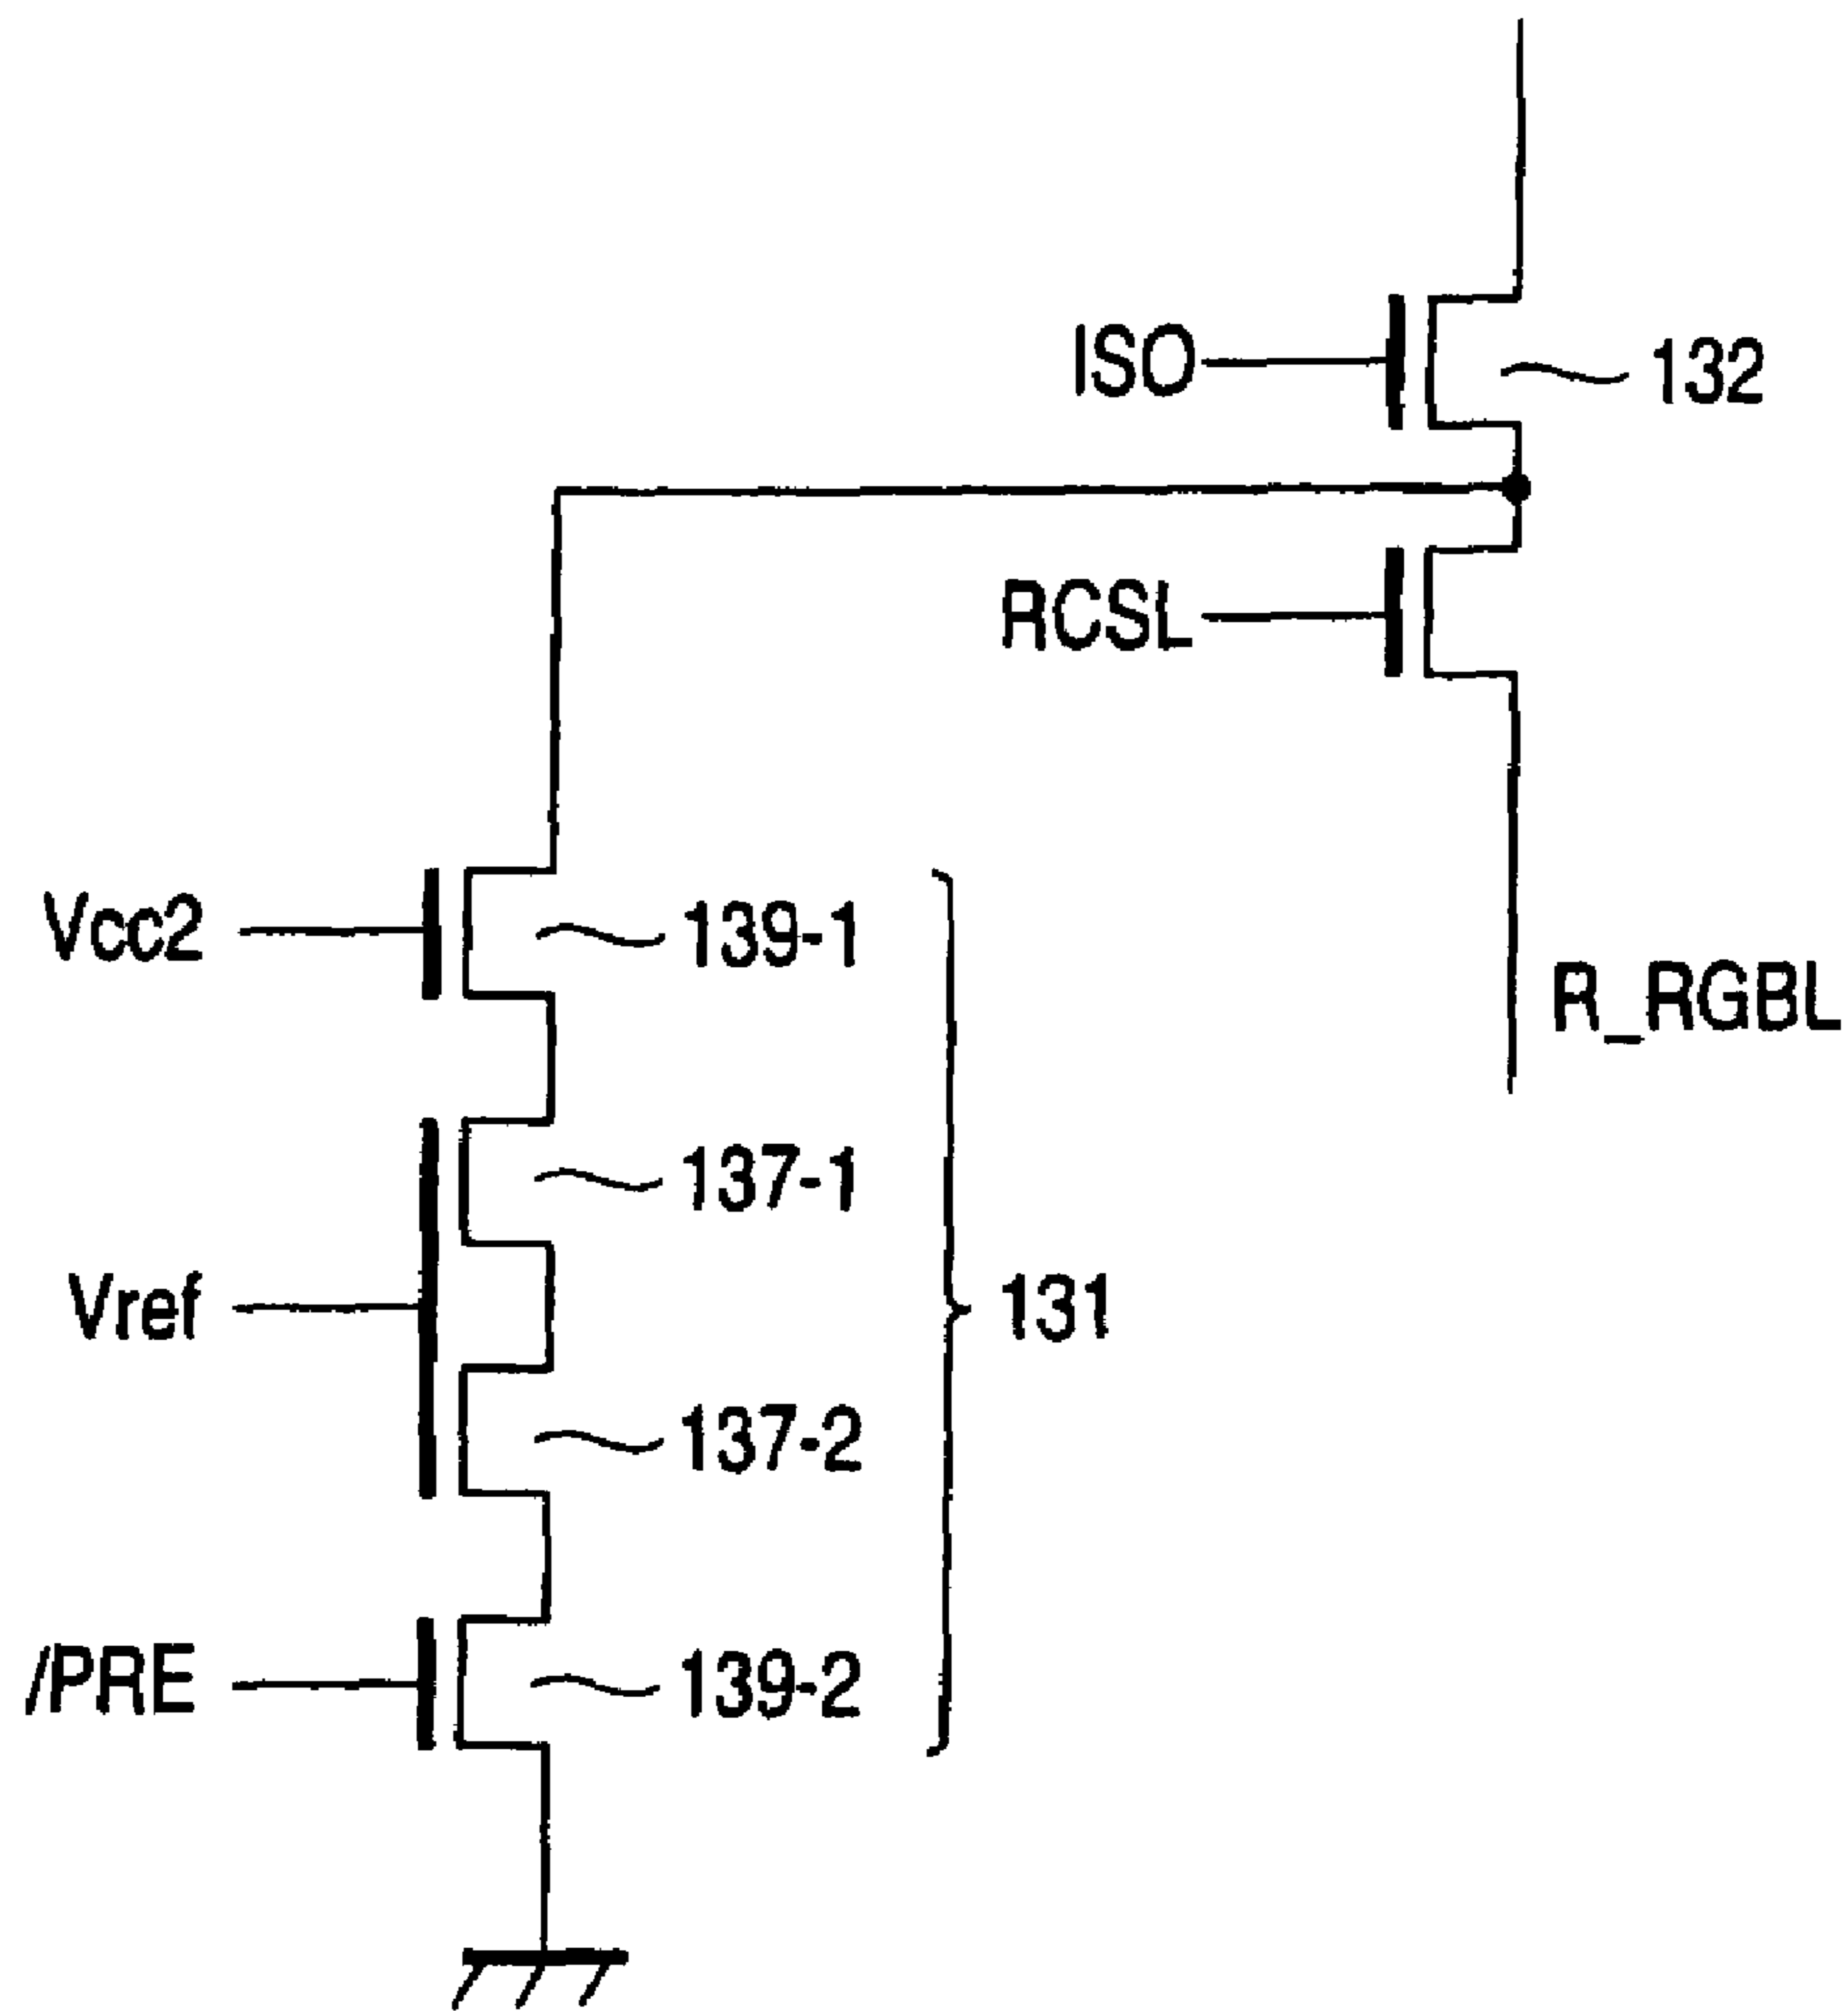 ISO
132
RCSL
Vcc2
139-1
R_RGBL
137-1
Vref
131
137-2
/PRE
139-2